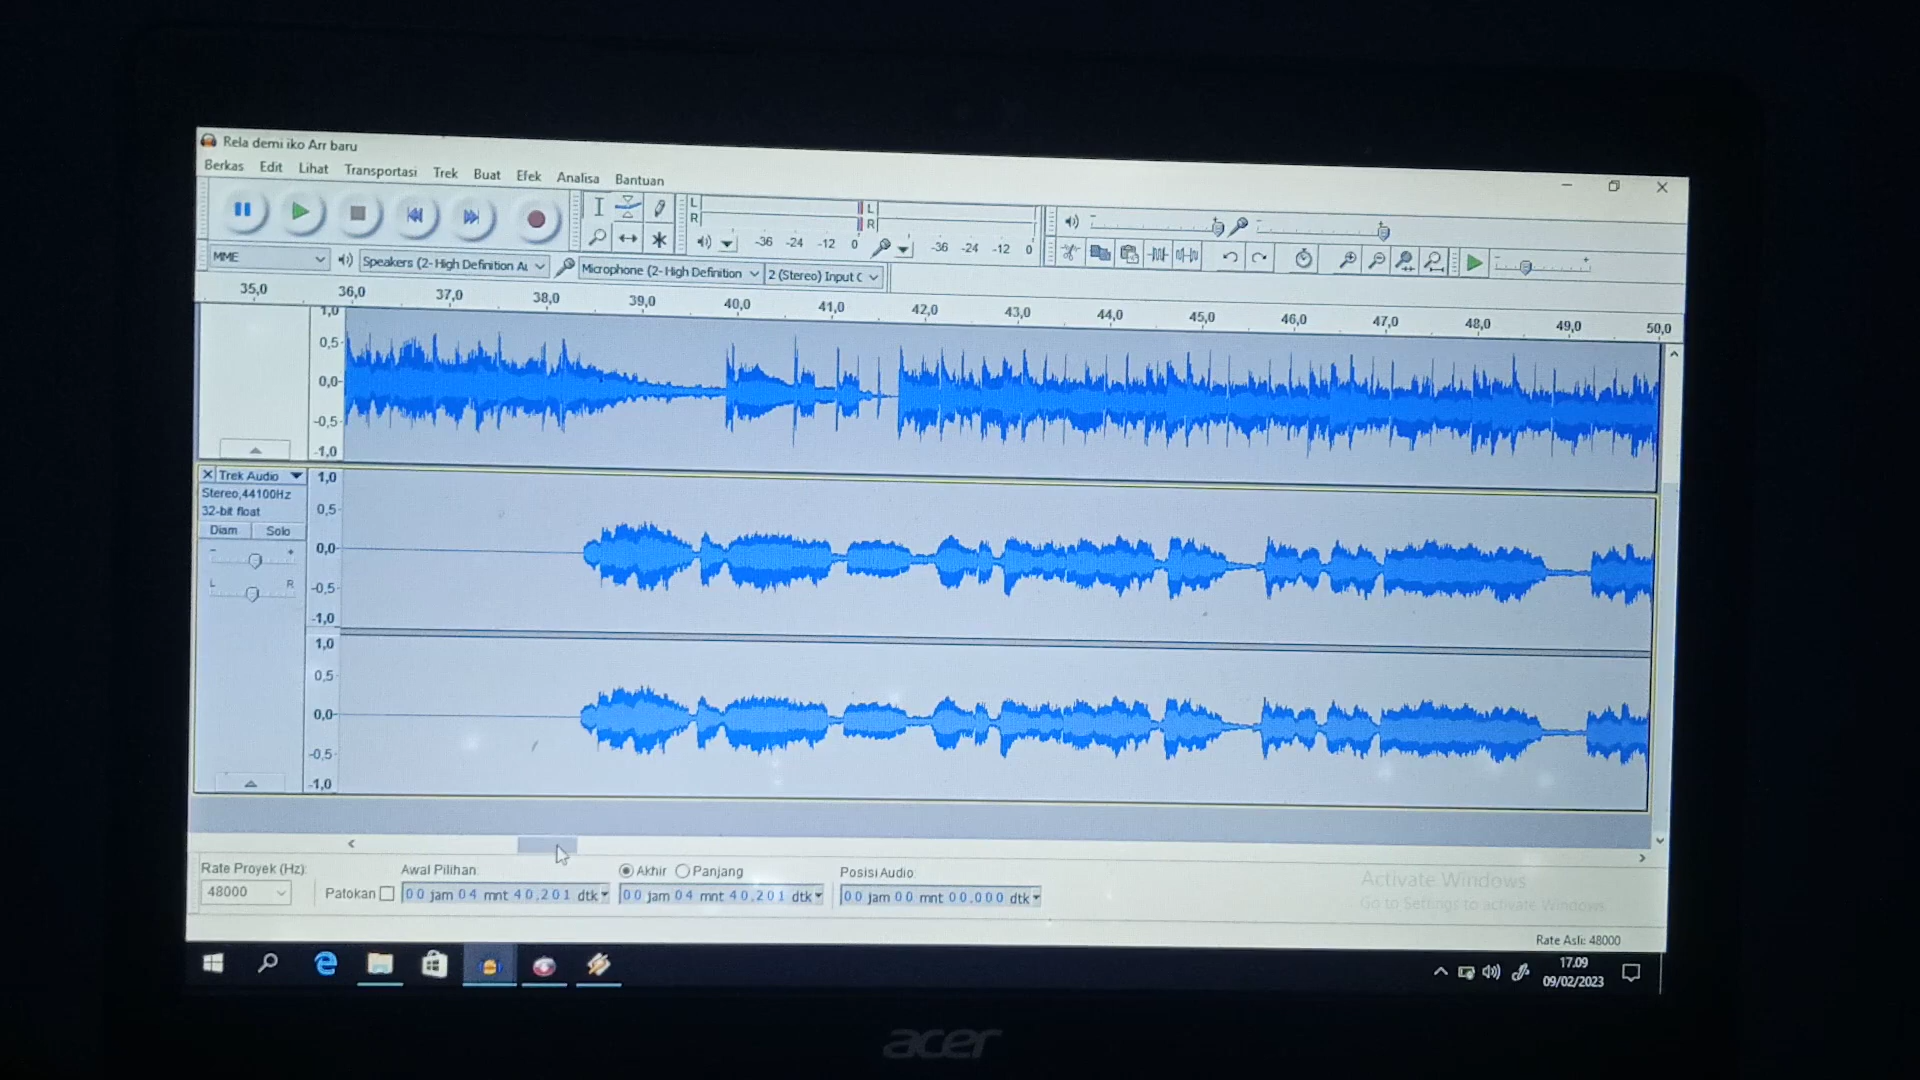 Rela demi iko Arr baru
Berkas Edit Lihat Transportasi Trek Buat Efek Analisa Bantuan
L
R
-36 -24 -12 0
L
R
-36 -24 -12 0
MME Speakers (2- High Definition Au Microphone (2- High Definition 2 (Stereo) Input C
35,0 36,0 37,0 38,0 39,0 40,0 41,0 42,0 43,0 44,0 45,0 46,0 47,0 48,0 49,0 50,0
1,0
0,5
0,0
-0,5
-1,0
Trek Audio
Stereo,44100Hz
32-bit float
Diam Solo
- +
L R
1,0
0,5
0,0
-0,5
-1,0
1,0
0,5
0,0
-0,5
-1,0
Rate Proyek (Hz):
48000
Patokan
Awal Pilihan:
00 jam 04 mnt 40,201 dtk
Akhir Panjang
00 jam 04 mnt 40,201 dtk
Posisi Audio:
00 jam 00 mnt 00,000 dtk
Activate Windows
Go to Settings to activate Windows.
Rate Asli: 48000
17.09
09/02/2023
acer